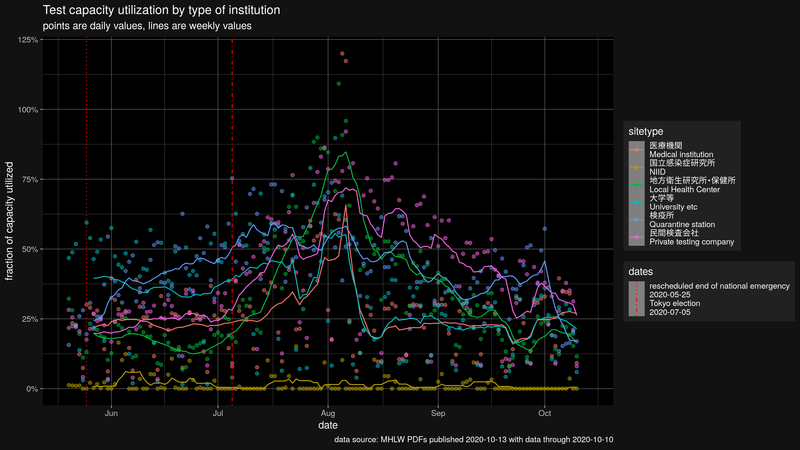 Test capacity utilization by type of institution
points are daily values, lines are weekly values
125%
100%
75%
50%
25%
0%
fraction of capacity utilized
Jun
Jul
Aug
Sep
Oct
date
sitetype
医療機関
Medical institution
国立感染症研究所
NIID
地方衛生研究所・保健所
Local Health Center
大学等
University etc
検疫所
Quarantine station
民間検査会社
Private testing company
dates
rescheduled end of national emergency
2020-05-25
Tokyo election
2020-07-05
data source: MHLW PDFs published 2020-10-13 with data through 2020-10-10